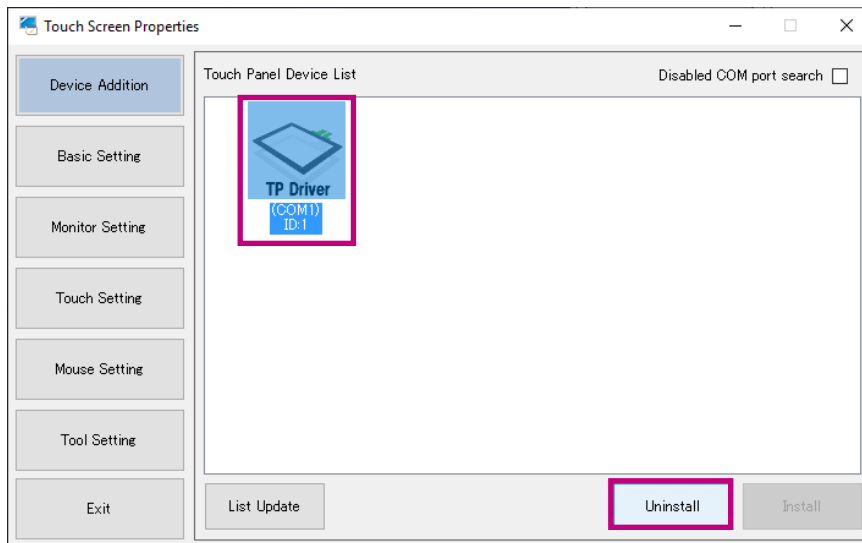 Touch Screen Properties
Device Addition
Basic Setting
Monitor Setting
Touch Setting
Mouse Setting
Tool Setting
Exit
Touch Panel Device List
Disabled COM port search
TP Driver
(COM1)
ID:1
List Update
Uninstall
Install